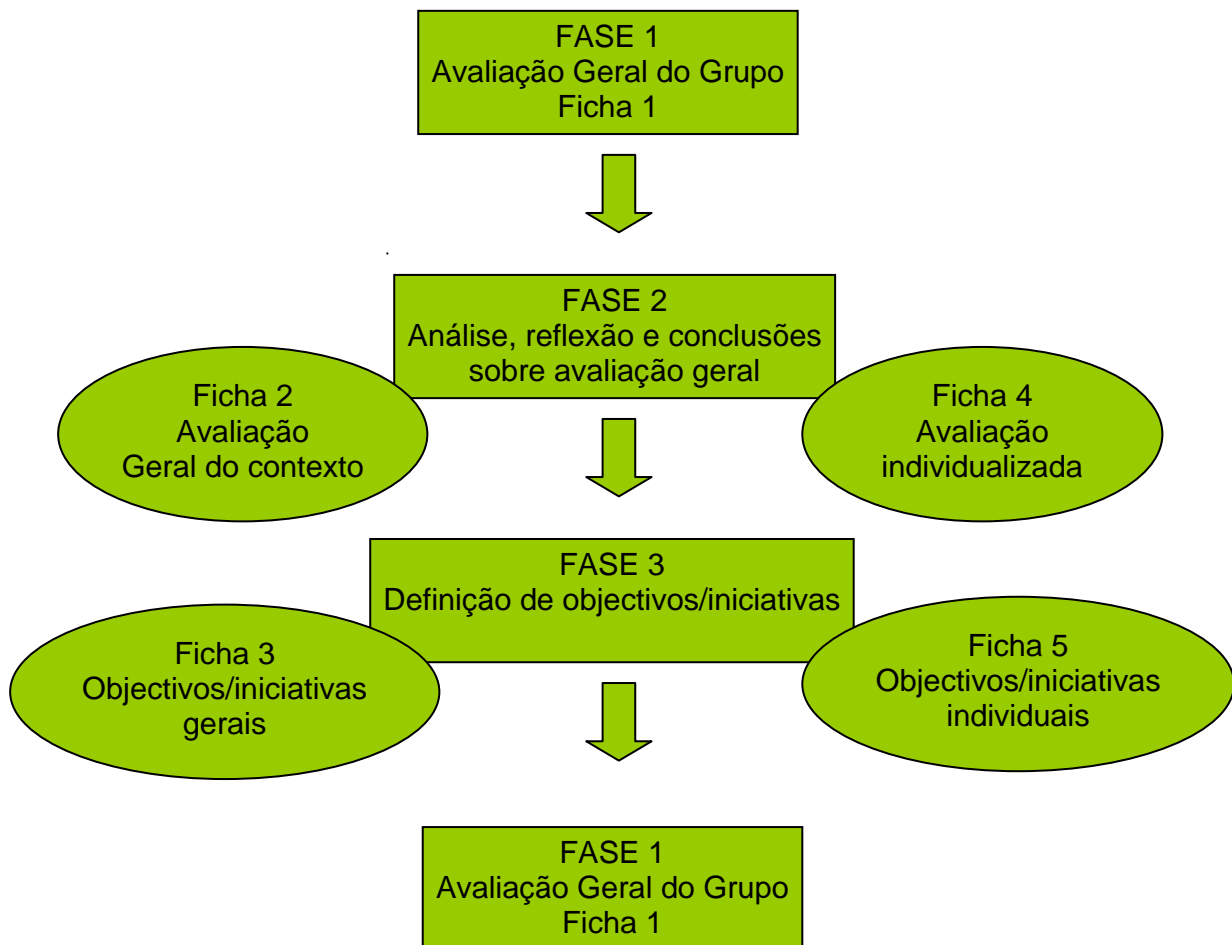 FASE 1
Avaliação Geral do Grupo
Ficha 1
FASE 2
Análise, reflexão e conclusões
sobre avaliação geral
Ficha 2
Avaliação
Geral do contexto
Ficha 4
Avaliação
individualizada
FASE 3
Definição de objectivos/iniciativas
Ficha 3
Objectivos/iniciativas
gerais
Ficha 5
Objectivos/iniciativas
individuais
FASE 1
Avaliação Geral do Grupo
Ficha 1